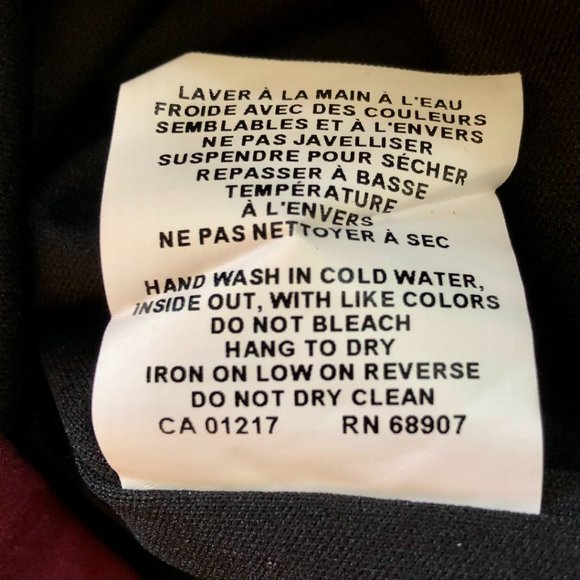 LAVER À LA MAIN À L'EAU
FROIDE AVEC DES COULEURS
SEMBLABLES ET À L'ENVERS
NE PAS JAVELLISER
SUSPENDRE POUR SÉCHER
REPASSER À BASSE
TEMPÉRATURE
À L'ENVERS
NE PAS NETTOYER À SEC
HAND WASH IN COLD WATER,
INSIDE OUT, WITH LIKE COLORS
DO NOT BLEACH
HANG TO DRY
IRON ON LOW ON REVERSE
DO NOT DRY CLEAN
CA 01217 RN 68907